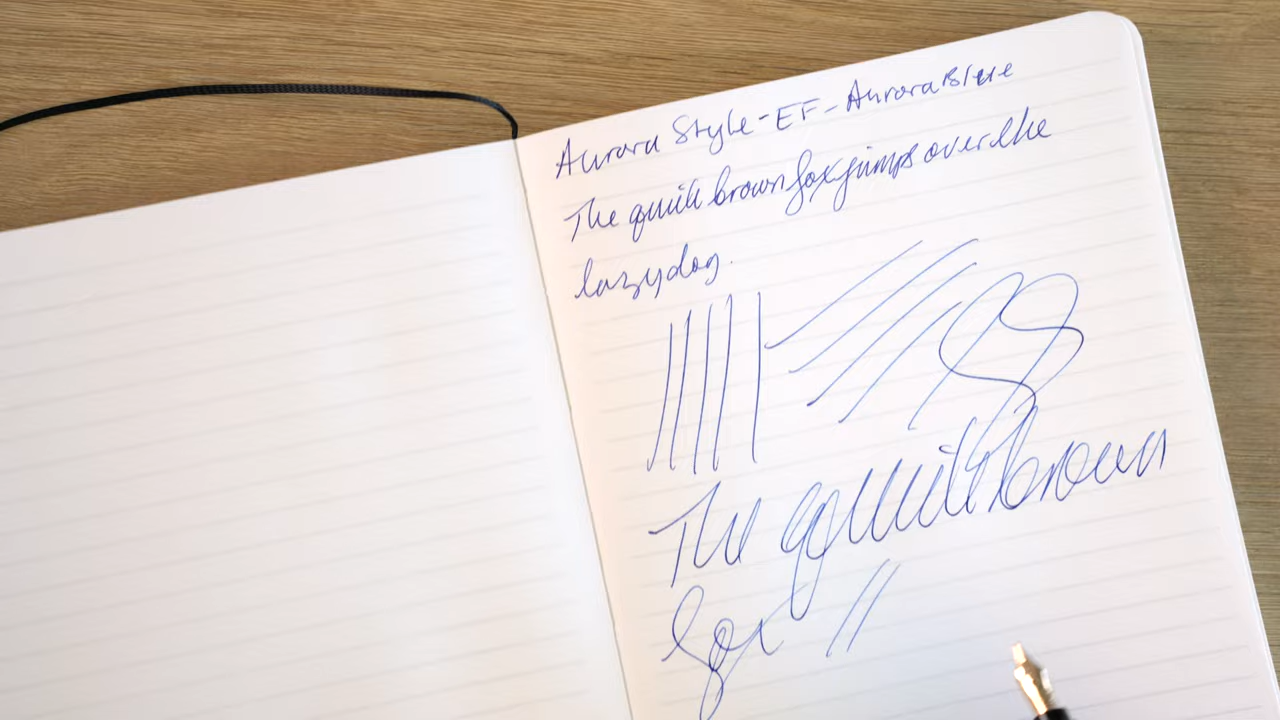 Aurora Style - EF - Aurora Blue
The quick brown fox jumps over the
lazy dog.
The quick brown
fox